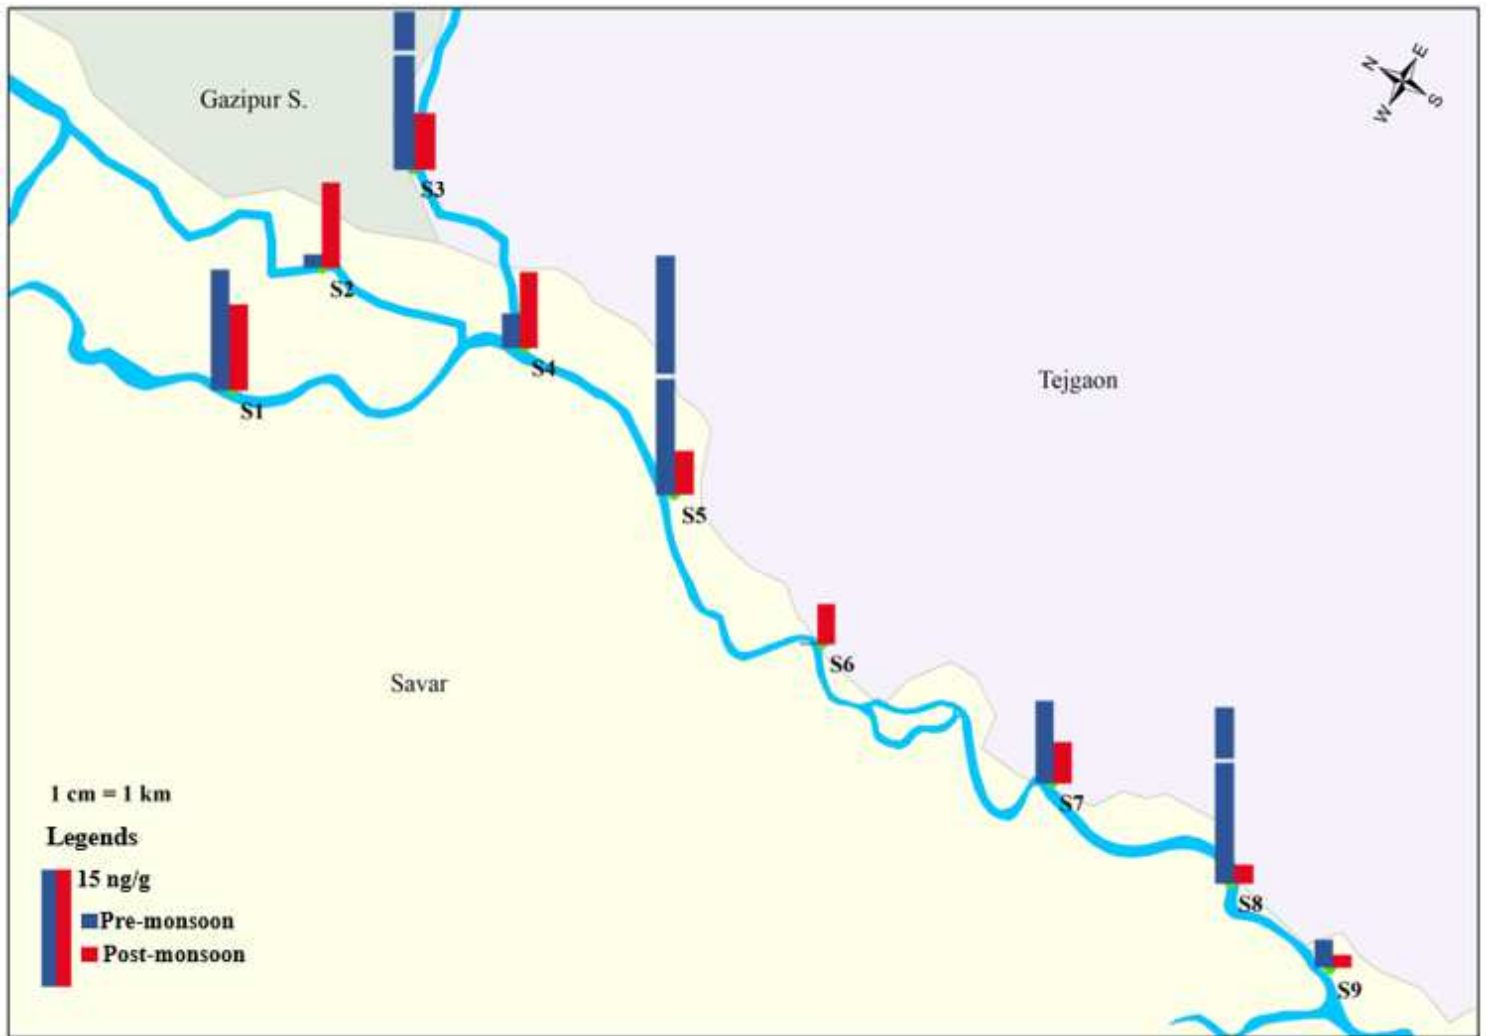 E
N
Gazipur S.
S
W
S3
S2
S4
Tejgaon
S1
S5
S6
Savar
1 cm = 1 km
S7
Legends
15 ng/g
Pre-monsoon
S8
Post-monsoon
S9